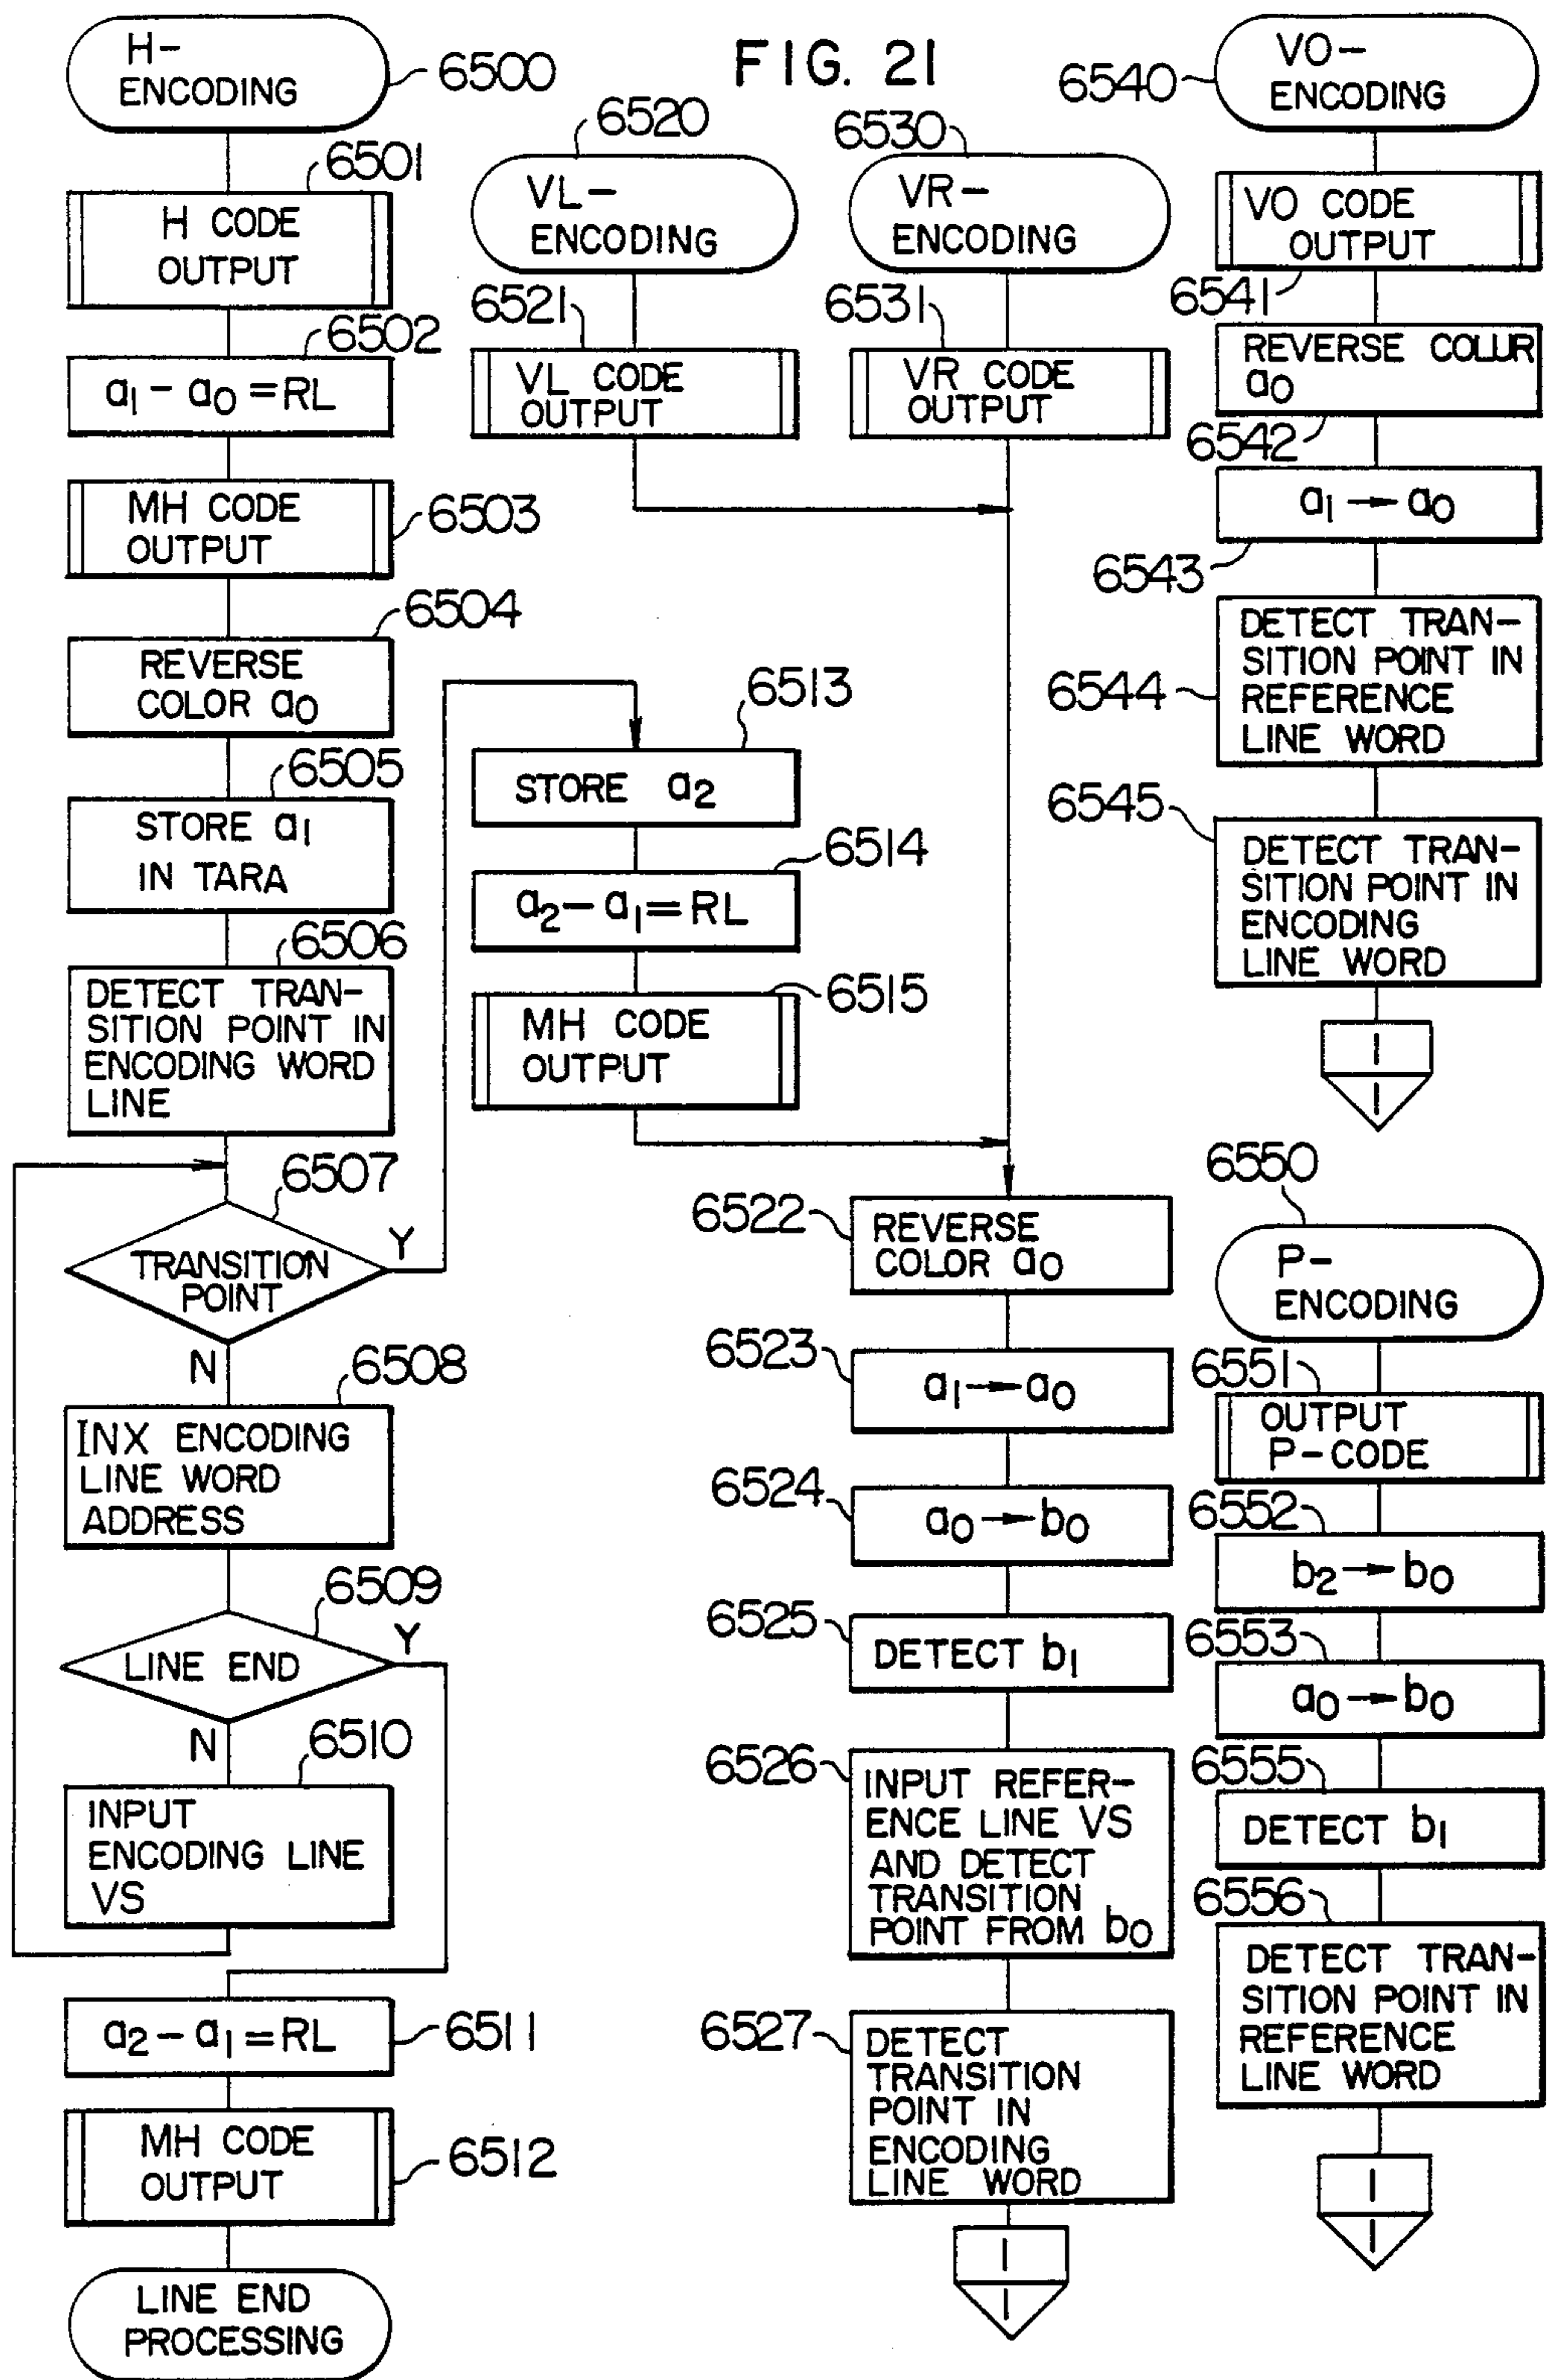 FIG. 21
H-
ENCODING
6500
6501
H CODE
OUTPUT
6502
a1 - a0 = RL
MH CODE
OUTPUT
6503
6504
REVERSE
COLOR a0
6505
STORE a1
IN TARA
6506
DETECT TRAN-
SITION POINT IN
ENCODING WORD
LINE
6507
TRANSITION
POINT
Y
N
6508
INX ENCODING
LINE WORD
ADDRESS
6509
LINE END
Y
N
6510
INPUT
ENCODING LINE
VS
a2 - a1 = RL
6511
MH CODE
OUTPUT
6512
LINE END
PROCESSING
6513
STORE a2
6514
a2 - a1 = RL
6515
MH CODE
OUTPUT
6520
VL-
ENCODING
6521
VL CODE
OUTPUT
6530
VR-
ENCODING
6531
VR CODE
OUTPUT
6522
REVERSE
COLOR a0
6523
a1 → a0
6524
a0 → b0
6525
DETECT b1
6526
INPUT REFER-
ENCE LINE VS
AND DETECT
TRANSITION
POINT FROM b0
6527
DETECT
TRANSITION
POINT IN
ENCODING
LINE WORD
I
I
6540
VO-
ENCODING
VO CODE
OUTPUT
6541
REVERSE COLUR
a0
6542
a1 → a0
6543
DETECT TRAN-
SITION POINT IN
REFERENCE
LINE WORD
6544
6545
DETECT TRAN-
SITION POINT IN
ENCODING
LINE WORD
I
I
6550
P-
ENCODING
6551
OUTPUT
P-CODE
6552
b2 → b0
6553
a0 → b0
6555
DETECT b1
6556
DETECT TRAN-
SITION POINT IN
REFERENCE
LINE WORD
I
I